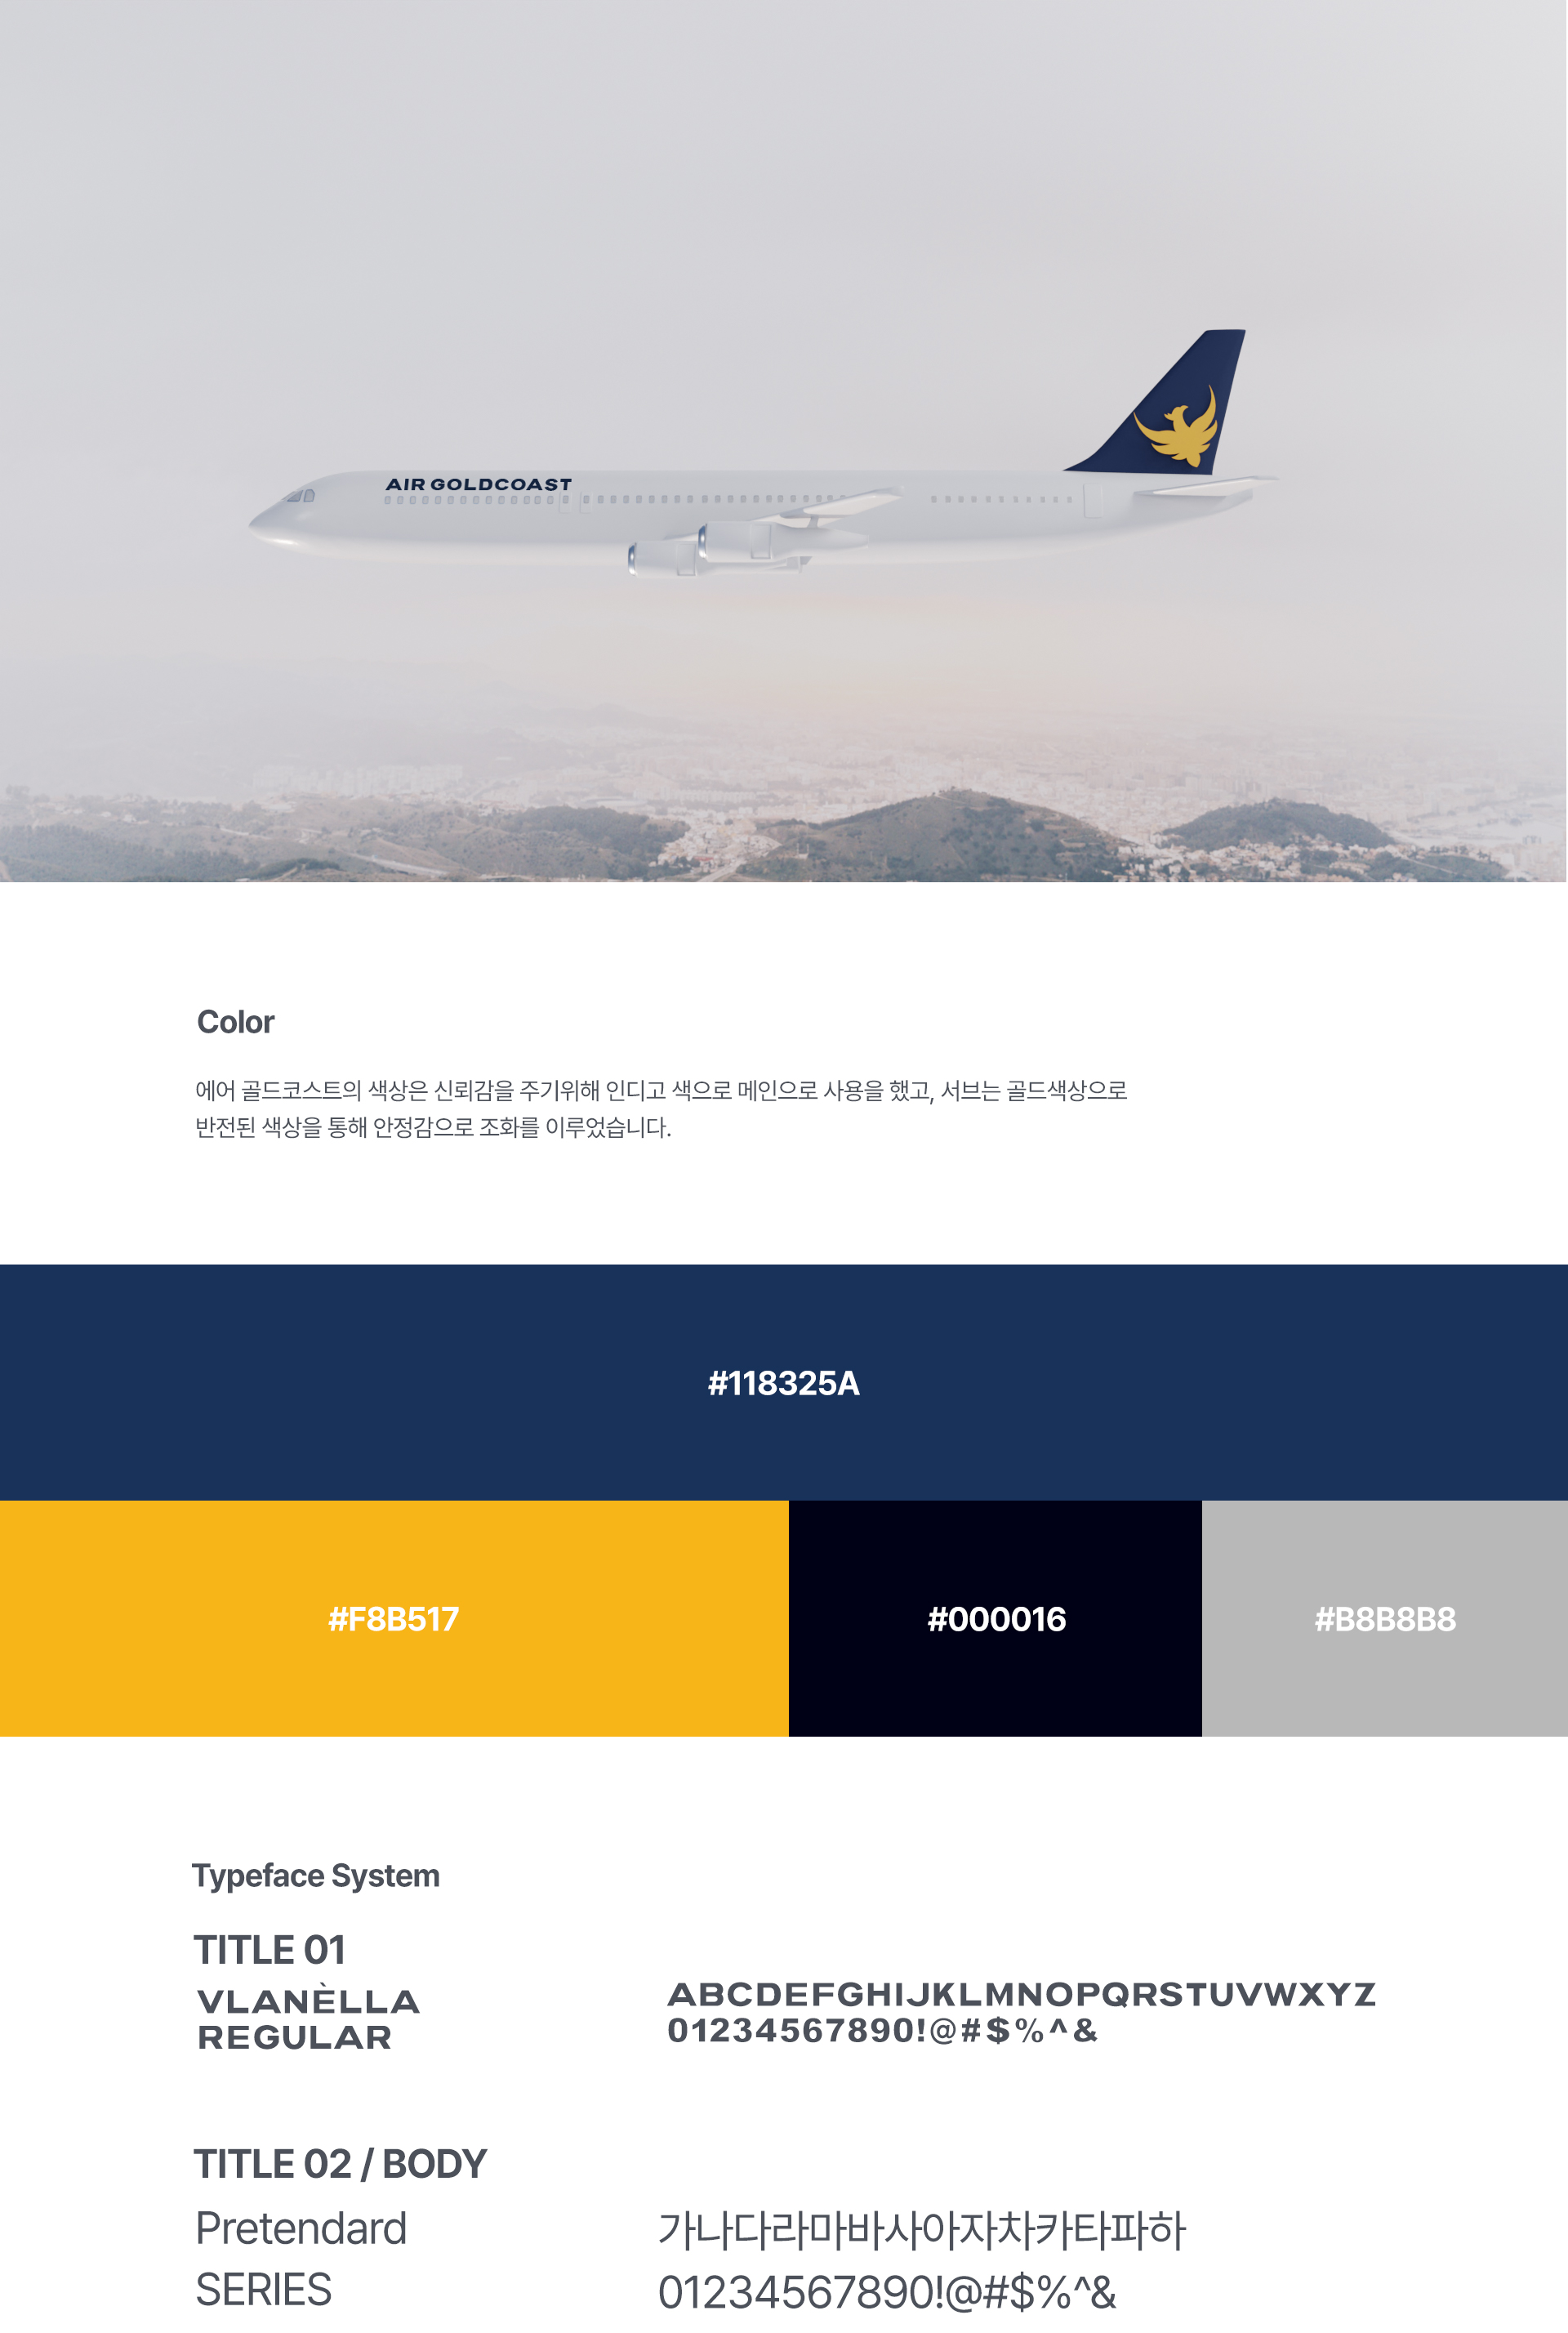 AIR GOLDCOAST
Color
에어 골드코스트의 색상은 신뢰감을 주기위해 인디고 색으로 메인으로 사용을 했고, 서브는 골드색상으로
반전된 색상을 통해 안정감으로 조화를 이루었습니다.
#118325A
#F8B517
#000016
#B8B8B8
Typeface System
TITLE 01
VLANÈLLA
REGULAR
ABCDEFGHIJKLMNOPQRSTUVWXYZ
01234567890!@#$%^&
TITLE 02 / BODY
Pretendard
SERIES
가나다라마바사아자차카타파하
01234567890!@#$%^&